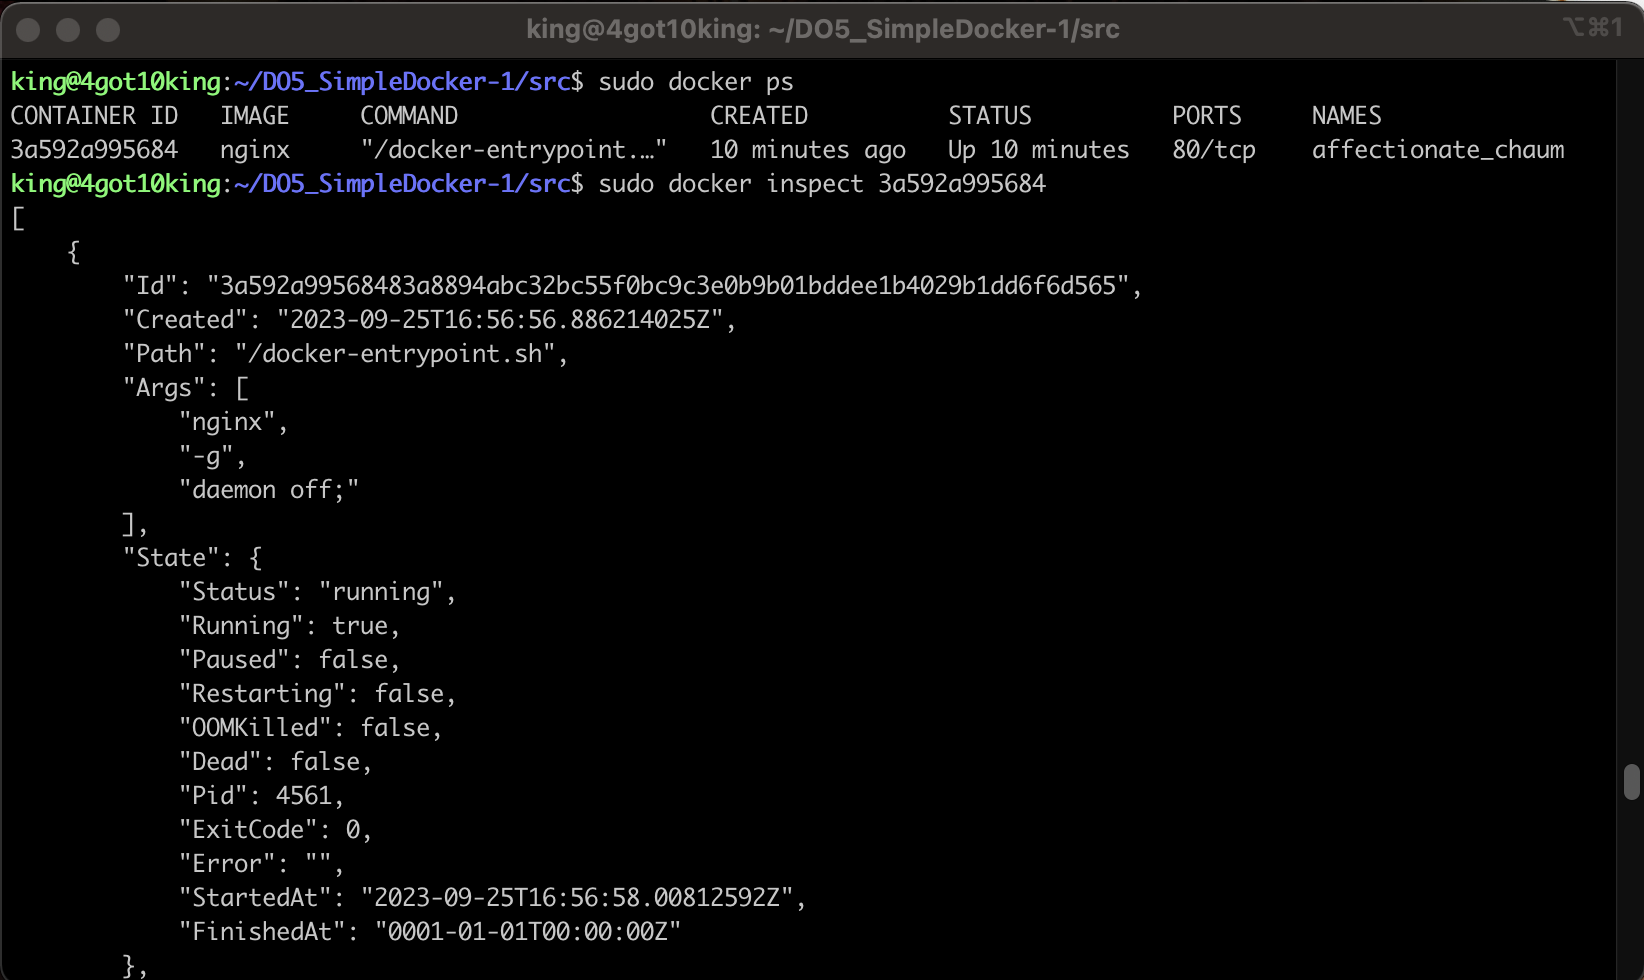 king@4got10king: ~/DO5_SimpleDocker-1/src
⌥⌘1
king@4got10king:~/DO5_SimpleDocker-1/src$ sudo docker ps
CONTAINER ID   IMAGE     COMMAND                  CREATED          STATUS          PORTS     NAMES
3a592a995684   nginx     "/docker-entrypoint.…"   10 minutes ago   Up 10 minutes   80/tcp    affectionate_chaum
king@4got10king:~/DO5_SimpleDocker-1/src$ sudo docker inspect 3a592a995684
[
    {
        "Id": "3a592a99568483a8894abc32bc55f0bc9c3e0b9b01bddee1b4029b1dd6f6d565",
        "Created": "2023-09-25T16:56:56.886214025Z",
        "Path": "/docker-entrypoint.sh",
        "Args": [
            "nginx",
            "-g",
            "daemon off;"
        ],
        "State": {
            "Status": "running",
            "Running": true,
            "Paused": false,
            "Restarting": false,
            "OOMKilled": false,
            "Dead": false,
            "Pid": 4561,
            "ExitCode": 0,
            "Error": "",
            "StartedAt": "2023-09-25T16:56:58.00812592Z",
            "FinishedAt": "0001-01-01T00:00:00Z"
        },